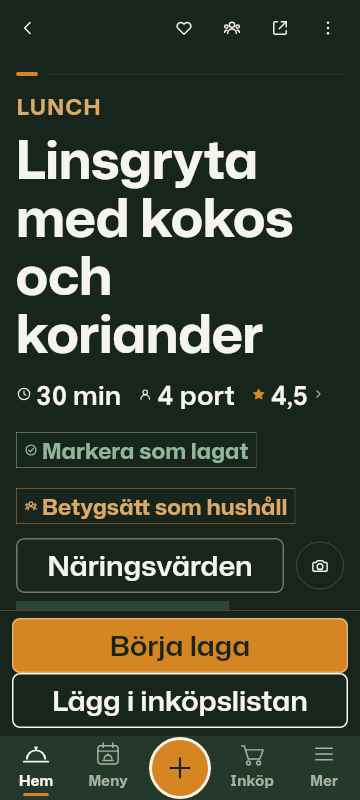 LUNCH
Linsgryta
med kokos
och
koriander
30 min 4 port 4,5
Markera som lagat
Betygsätt som hushåll
Näringsvärden
Börja laga
Lägg i inköpslistan
Hem Meny Inköp Mer